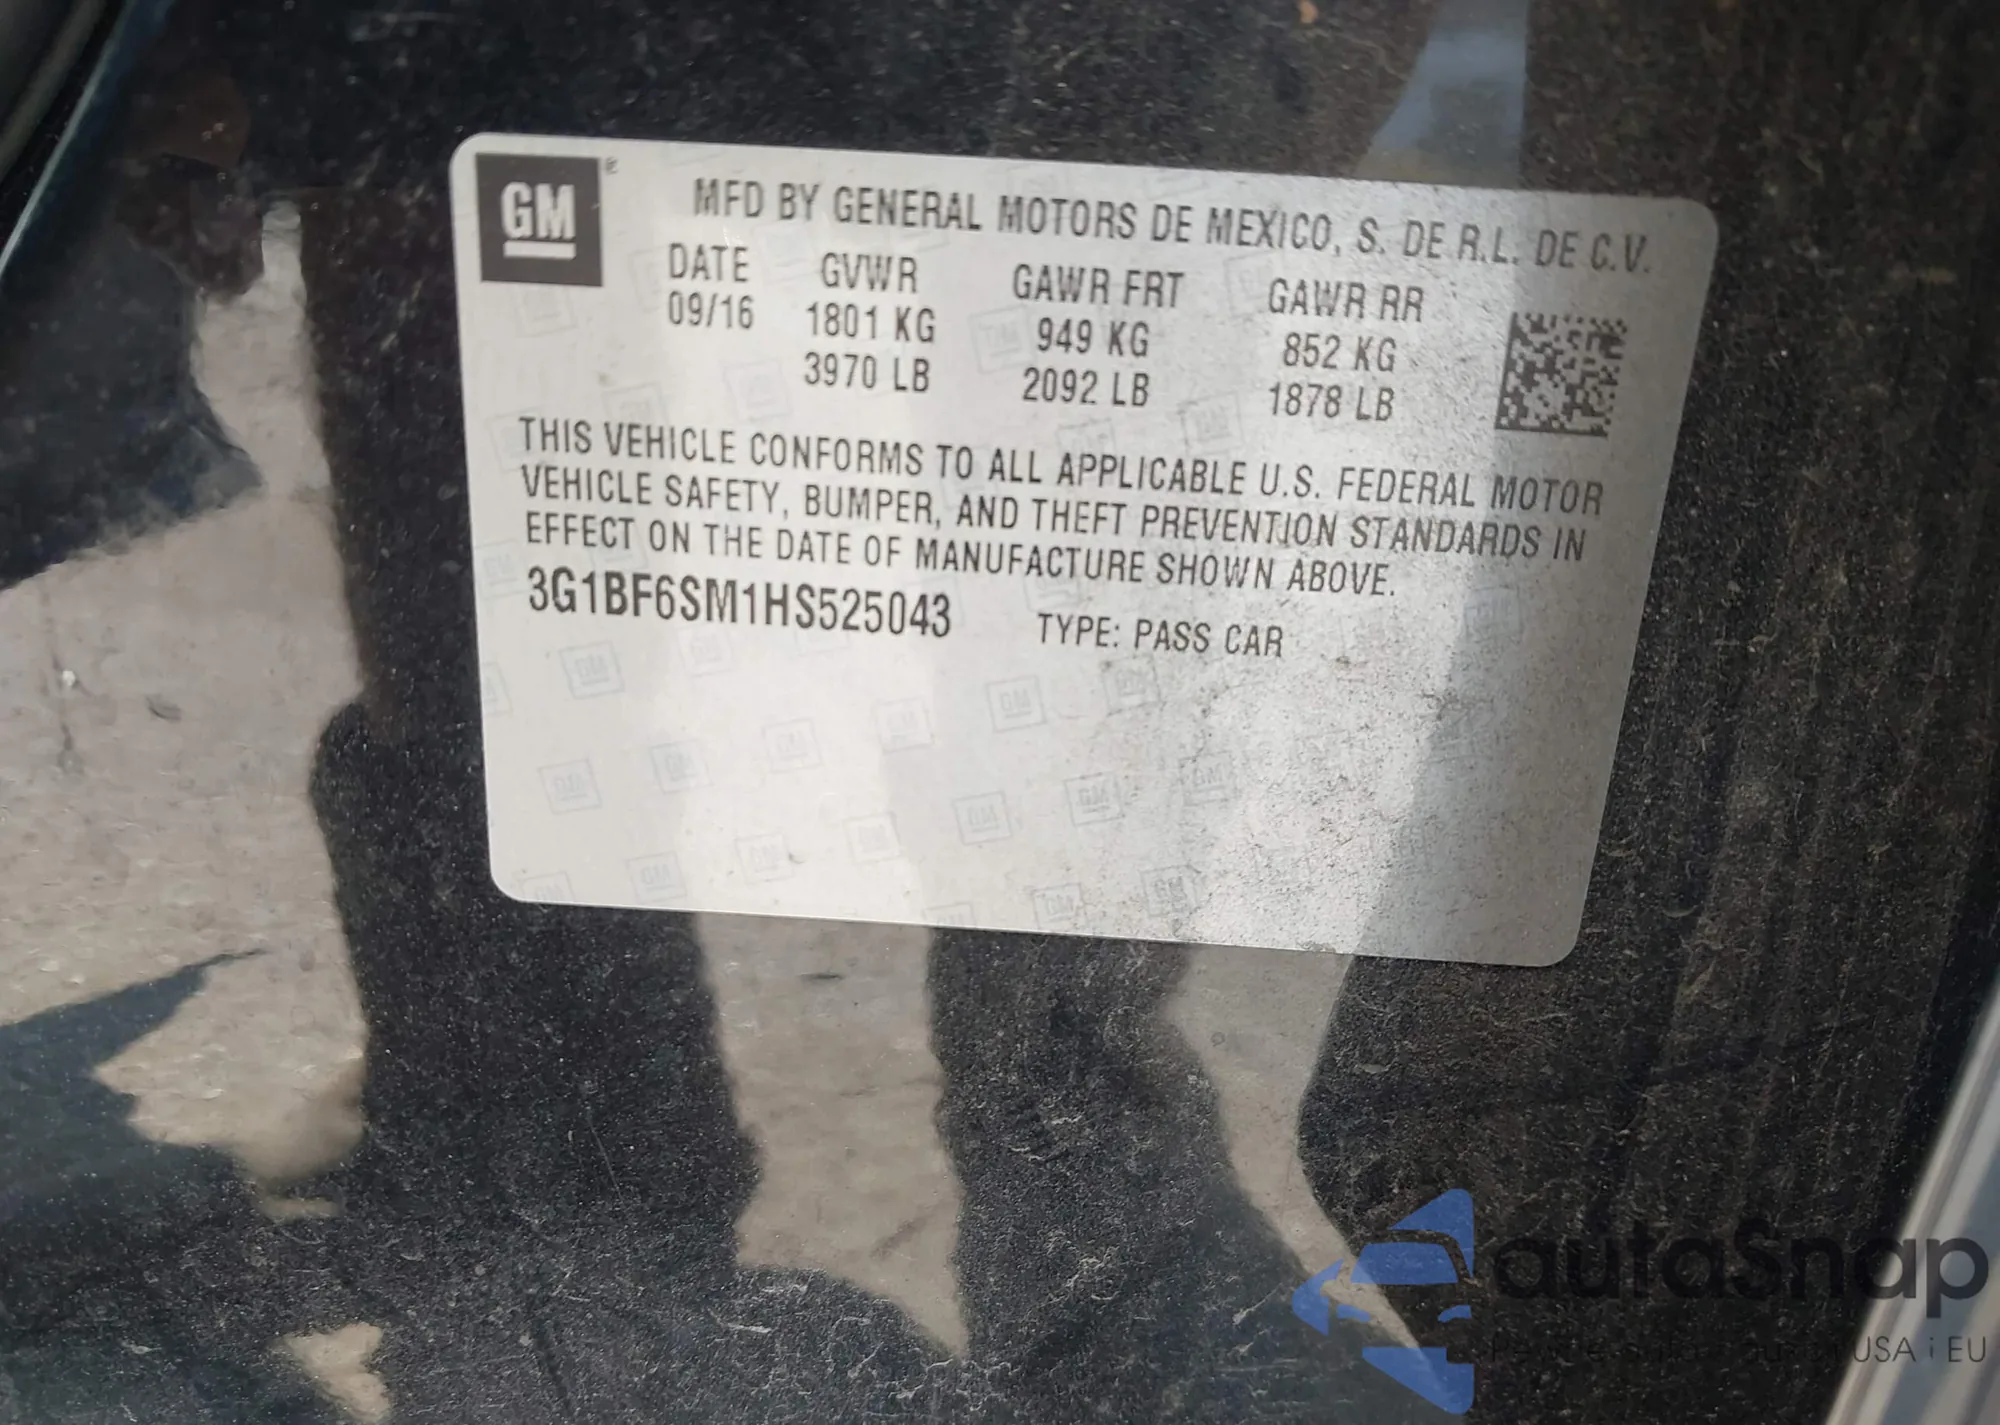 GM
MFD BY GENERAL MOTORS DE MEXICO, S. DE R.L. DE C.V.
DATE GVWR GAWR FRT GAWR RR
09/16 1801 KG 949 KG 852 KG
3970 LB 2092 LB 1878 LB
THIS VEHICLE CONFORMS TO ALL APPLICABLE U.S. FEDERAL MOTOR
VEHICLE SAFETY, BUMPER, AND THEFT PREVENTION STANDARDS IN
EFFECT ON THE DATE OF MANUFACTURE SHOWN ABOVE.
3G1BF6SM1HS525043 TYPE: PASS CAR
autoSnap
USA i EU